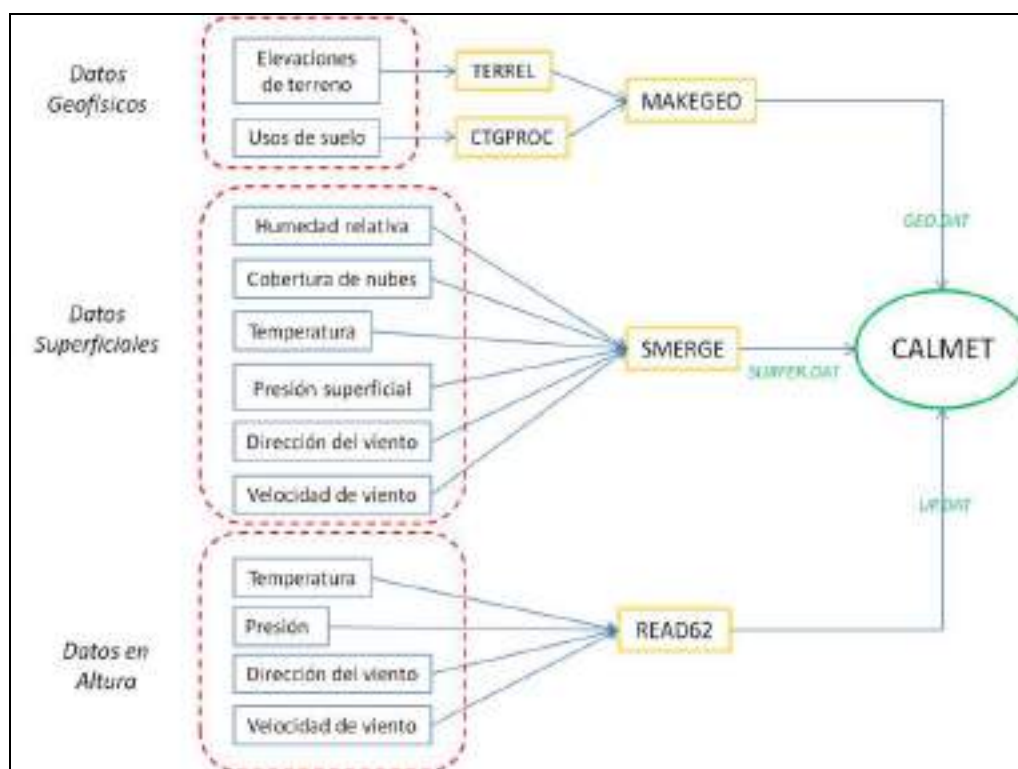 Datos
Geofísicos
Elevaciones
de terreno
TERREL
MAKEGEO
Usos de suelo
CTGPROC
GEO.DAT
Datos
Superficiales
Humedad relativa
Cobertura de nubes
Temperatura
Presión superficial
Dirección del viento
Velocidad de viento
SMERGE
SURFER.DAT
CALMET
UP.DAT
Datos en
Altura
Temperatura
Presión
Dirección del viento
Velocidad de viento
READ62